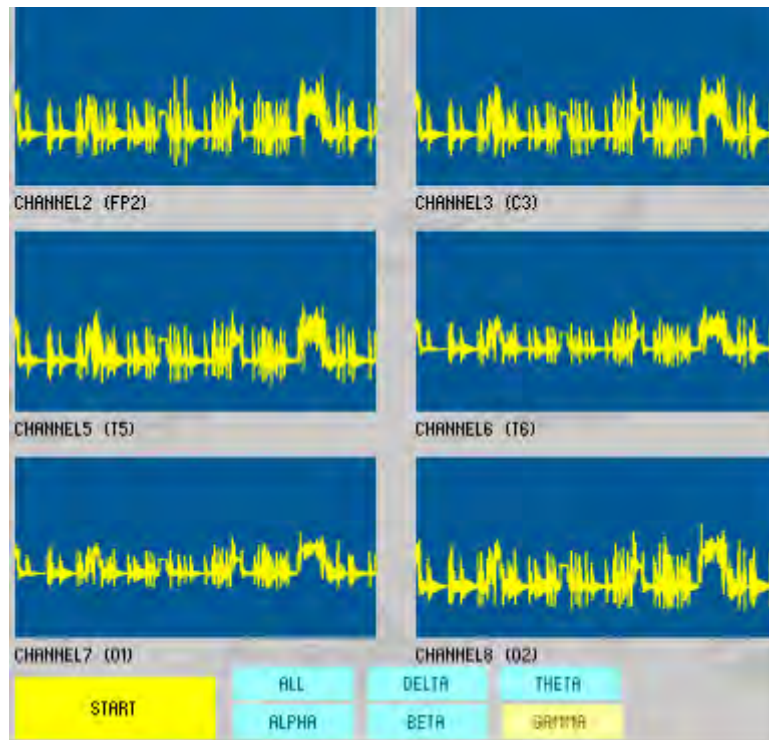 CHANNEL2 (FP2)
CHANNEL3 (C3)
CHANNEL5 (T5)
CHANNEL6 (T6)
CHANNEL7 (O1)
CHANNEL8 (O2)
START
ALL
DELTA
THETA
ALPHA
BETA
GAMMA